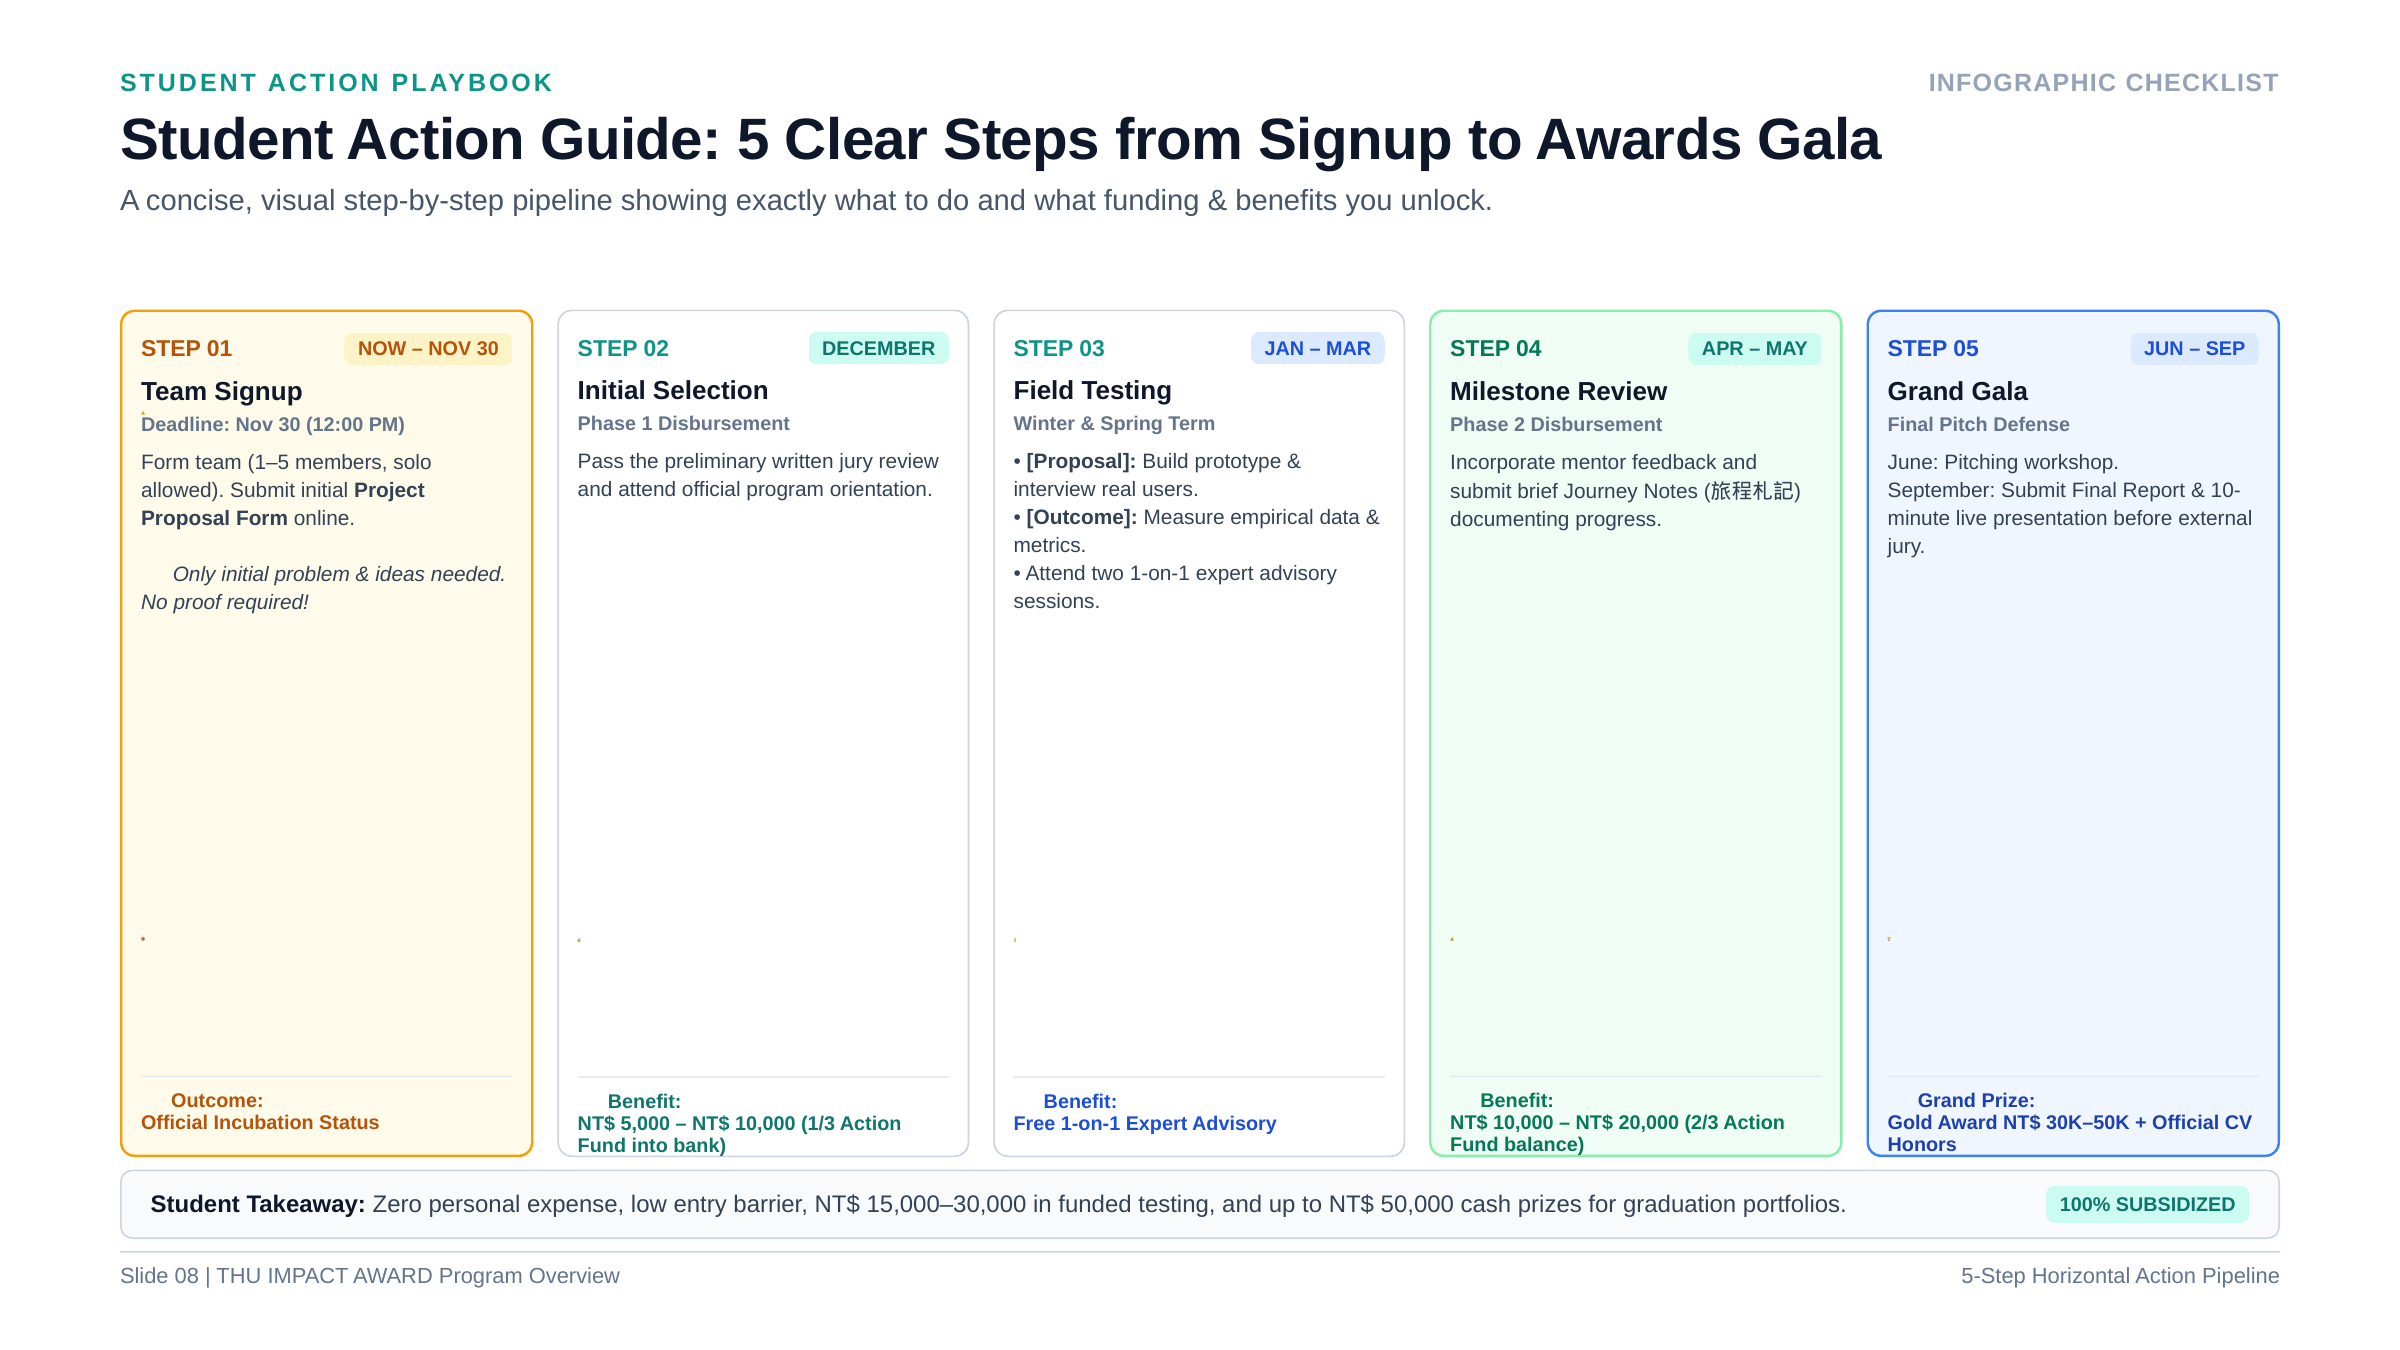 STUDENT ACTION PLAYBOOK
INFOGRAPHIC CHECKLIST
Student Action Guide: 5 Clear Steps from Signup to Awards Gala
A concise, visual step-by-step pipeline showing exactly what to do and what funding & benefits you unlock.
STEP 01
NOW – NOV 30
Team Signup
Deadline: Nov 30 (12:00 PM)
Form team (1–5 members, solo
allowed). Submit initial Project
Proposal Form online.
Only initial problem & ideas needed.
No proof required!
Outcome:
Official Incubation Status
STEP 02
DECEMBER
Initial Selection
Phase 1 Disbursement
Pass the preliminary written jury review
and attend official program orientation.
Benefit:
NT$ 5,000 – NT$ 10,000 (1/3 Action
Fund into bank)
STEP 03
JAN – MAR
Field Testing
Winter & Spring Term
• [Proposal]: Build prototype &
interview real users.
• [Outcome]: Measure empirical data &
metrics.
• Attend two 1-on-1 expert advisory
sessions.
Benefit:
Free 1-on-1 Expert Advisory
STEP 04
APR – MAY
Milestone Review
Phase 2 Disbursement
Incorporate mentor feedback and
submit brief Journey Notes (旅程札記)
documenting progress.
Benefit:
NT$ 10,000 – NT$ 20,000 (2/3 Action
Fund balance)
STEP 05
JUN – SEP
Grand Gala
Final Pitch Defense
June: Pitching workshop.
September: Submit Final Report & 10-
minute live presentation before external
jury.
Grand Prize:
Gold Award NT$ 30K–50K + Official CV
Honors
Student Takeaway: Zero personal expense, low entry barrier, NT$ 15,000–30,000 in funded testing, and up to NT$ 50,000 cash prizes for graduation portfolios.
100% SUBSIDIZED
Slide 08 | THU IMPACT AWARD Program Overview
5-Step Horizontal Action Pipeline